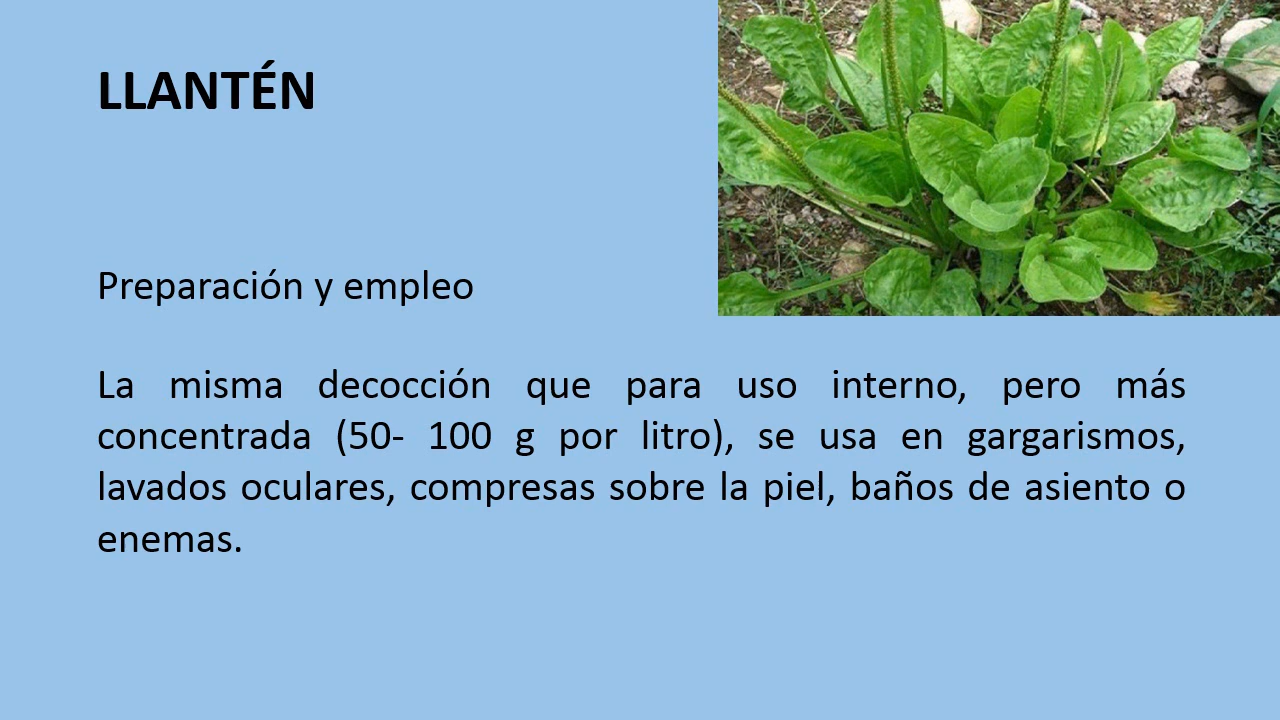 LLANTÉN
Preparación y empleo
La misma decocción que para uso interno, pero más
concentrada (50- 100 g por litro), se usa en gargarismos,
lavados oculares, compresas sobre la piel, baños de asiento o
enemas.